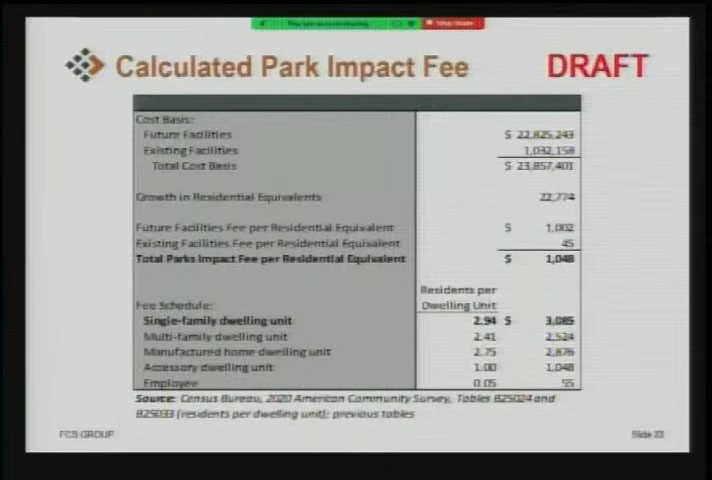 Calculated Park Impact Fee DRAFT
Cost Basis:
Future Facilities $ 22,825,243
Existing Facilities 1,032,158
Total Cost Basis $ 23,857,401
Growth in Residential Equivalents 22,774
Future Facilities Fee per Residential Equivalent $ 1,002
Existing Facilities Fee per Residential Equivalent 45
Total Parks Impact Fee per Residential Equivalent $ 1,048
Residents per
Fee Schedule: Dwelling Unit
Single-family dwelling unit 2.94 $ 3,085
Multi-family dwelling unit 2.41 2,524
Manufactured home dwelling unit 2.75 2,876
Accessory dwelling unit 1.00 1,048
Employee 0.05 55
Source: Census Bureau, 2020 American Community Survey, Tables B25024 and
B25033 (residents per dwelling unit); previous tables
FCS GROUP